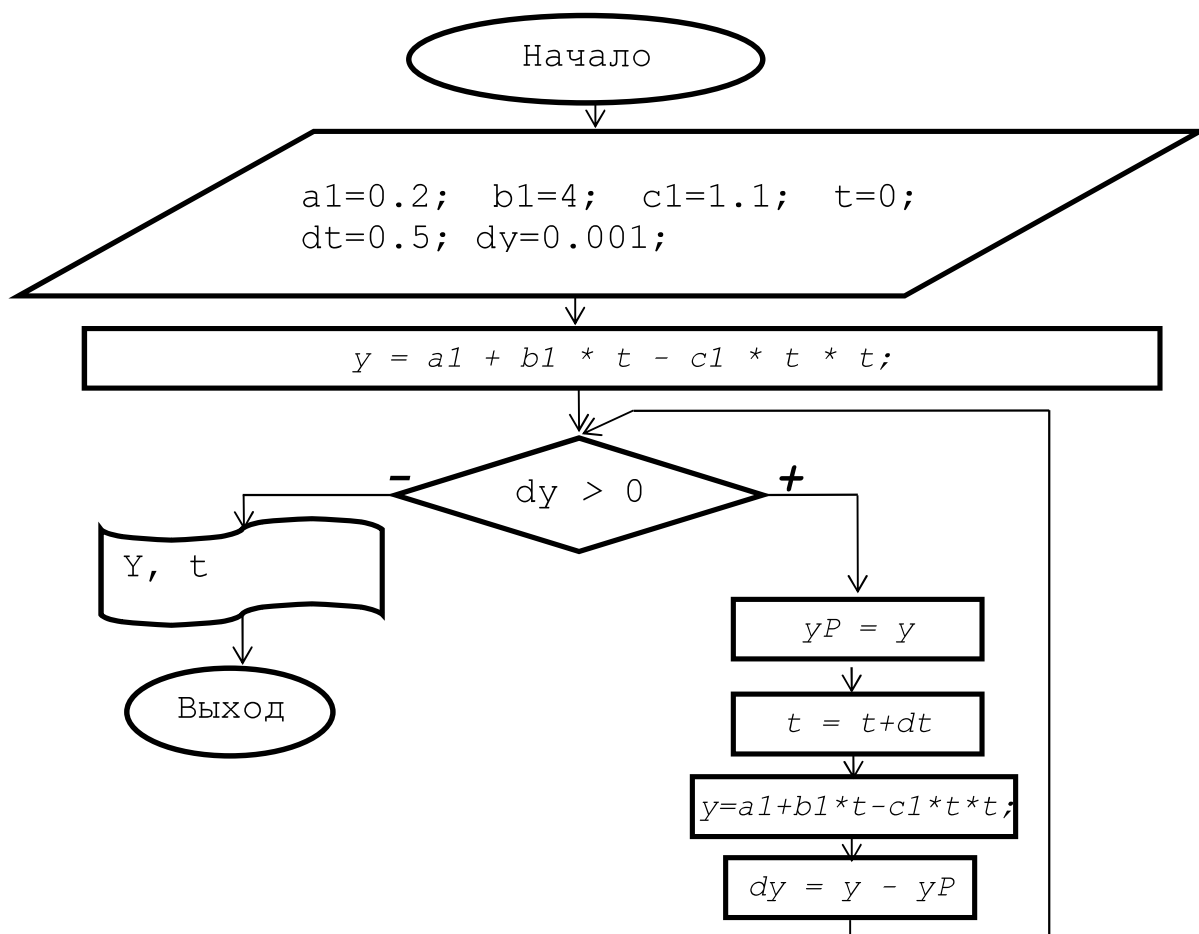 Начало
a1=0.2; b1=4; c1=1.1; t=0;
dt=0.5; dy=0.001;
y = a1 + b1 * t - c1 * t * t;
- dy > 0 +
Y, t
yP = y
Выход
t = t+dt
y=a1+b1*t-c1*t*t;
dy = y - yP